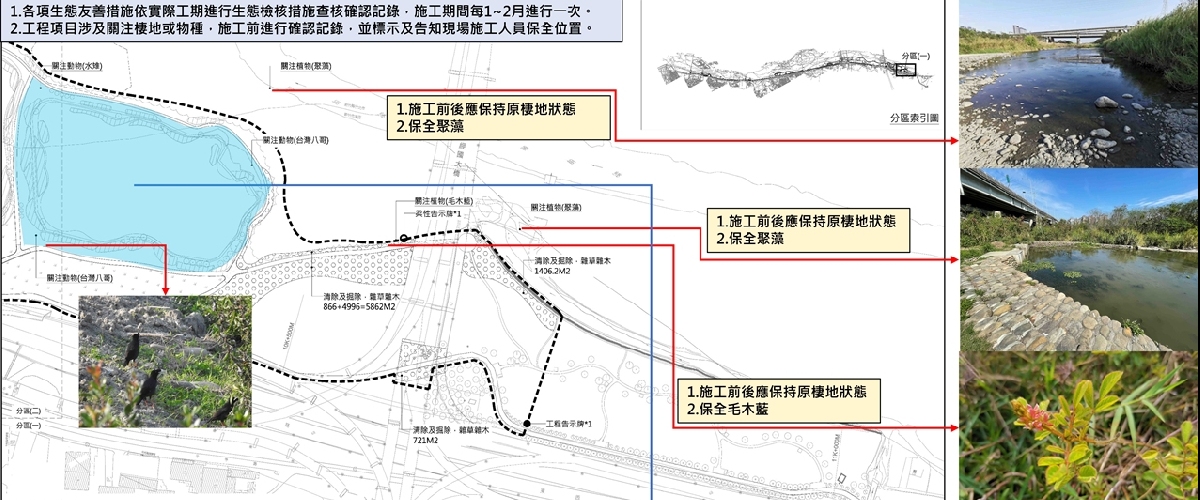 1.各項生態友善措施依實際工期進行生態檢核措施查核確認記錄，施工期間每1~2月進行一次。
2.工程項目涉及關注棲地或物種，施工前進行確認記錄，並標示及告知現場施工人員保全位置。
關注動物(水雉)
關注植物(聚藻)
分區(一)
分區索引圖
1.施工前後應保持原棲地狀態
2.保全聚藻
關注動物(台灣八哥)
國大橋
關注植物(毛木藍)
柔性告示牌*1
關注植物(聚藻)
1.施工前後應保持原棲地狀態
2.保全聚藻
清除及掘除，雜草雜木
1406.2M2
關注動物(台灣八哥)
清除及掘除，雜草雜木
866+4996=5862M2
10K+500M
1.施工前後應保持原棲地狀態
2.保全毛木藍
分區(二)
分區(一)
工程告示牌*1
清除及掘除，雜草雜木
721M2